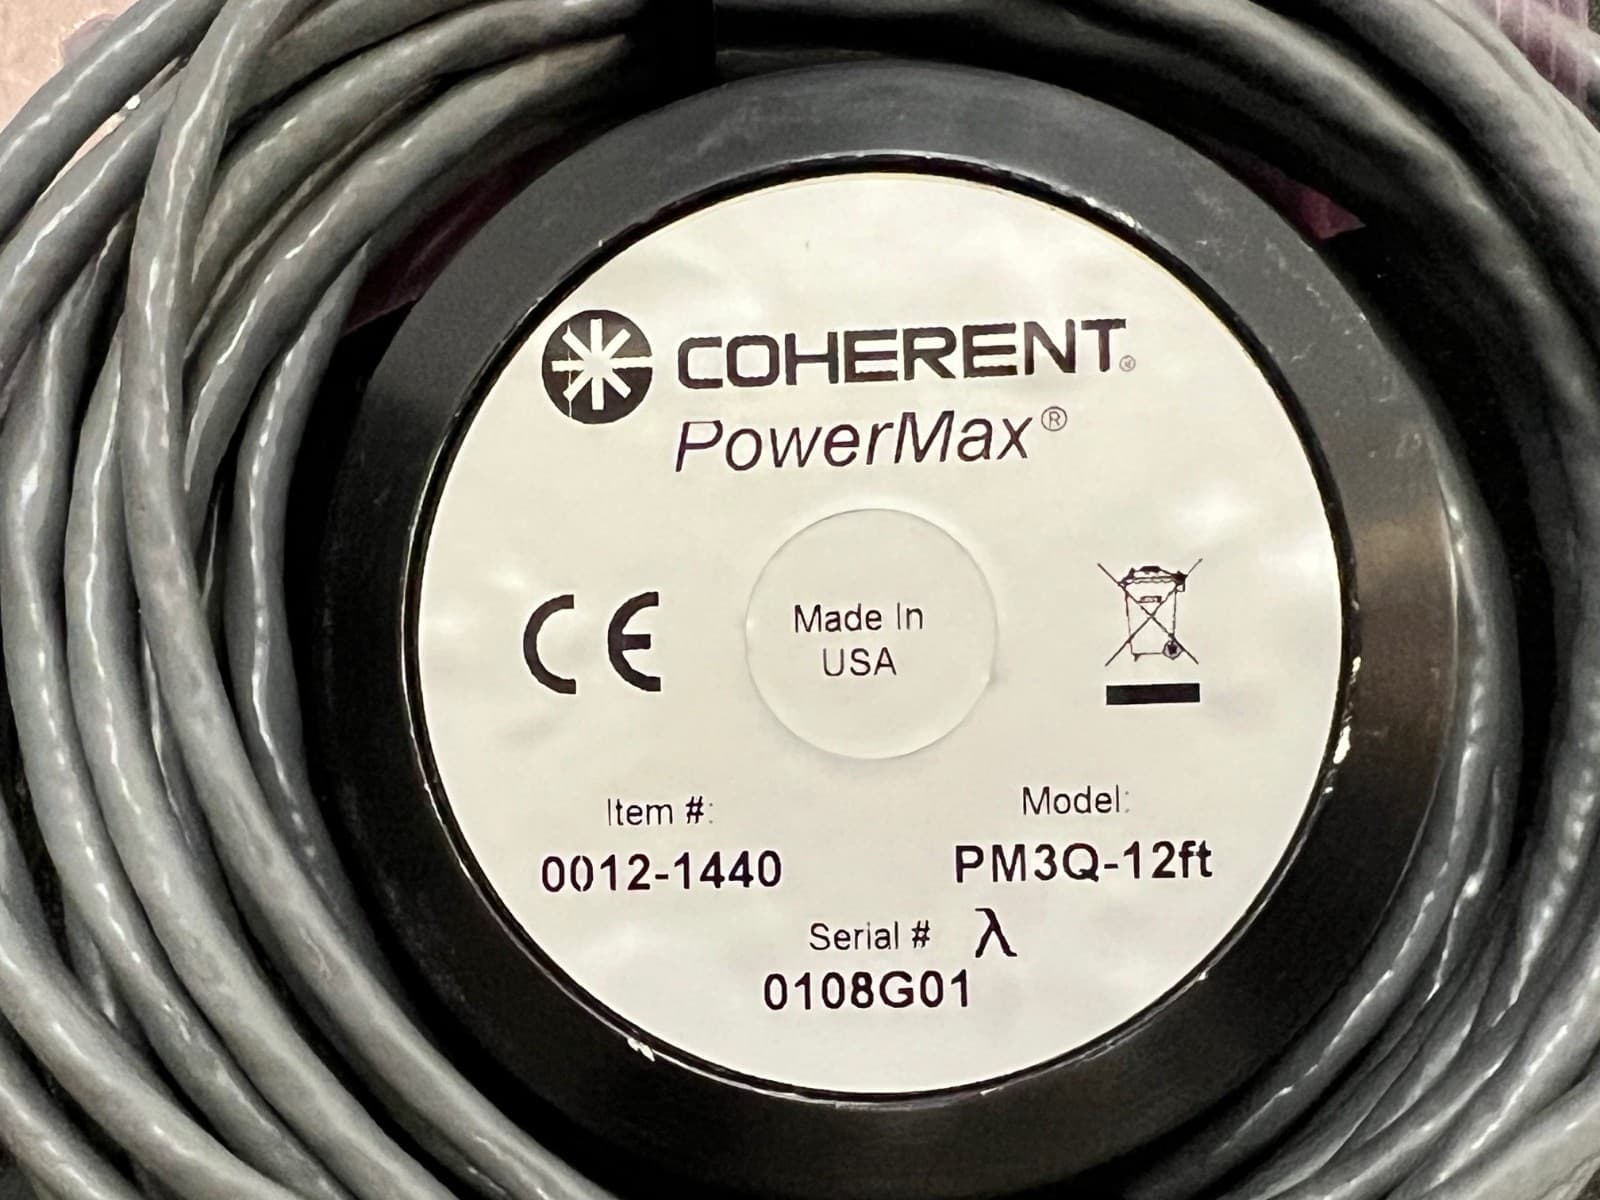 COHERENT®
PowerMax®
CE
Made In
USA
Item #:
0012-1440
Model:
PM3Q-12ft
Serial # λ
0108G01